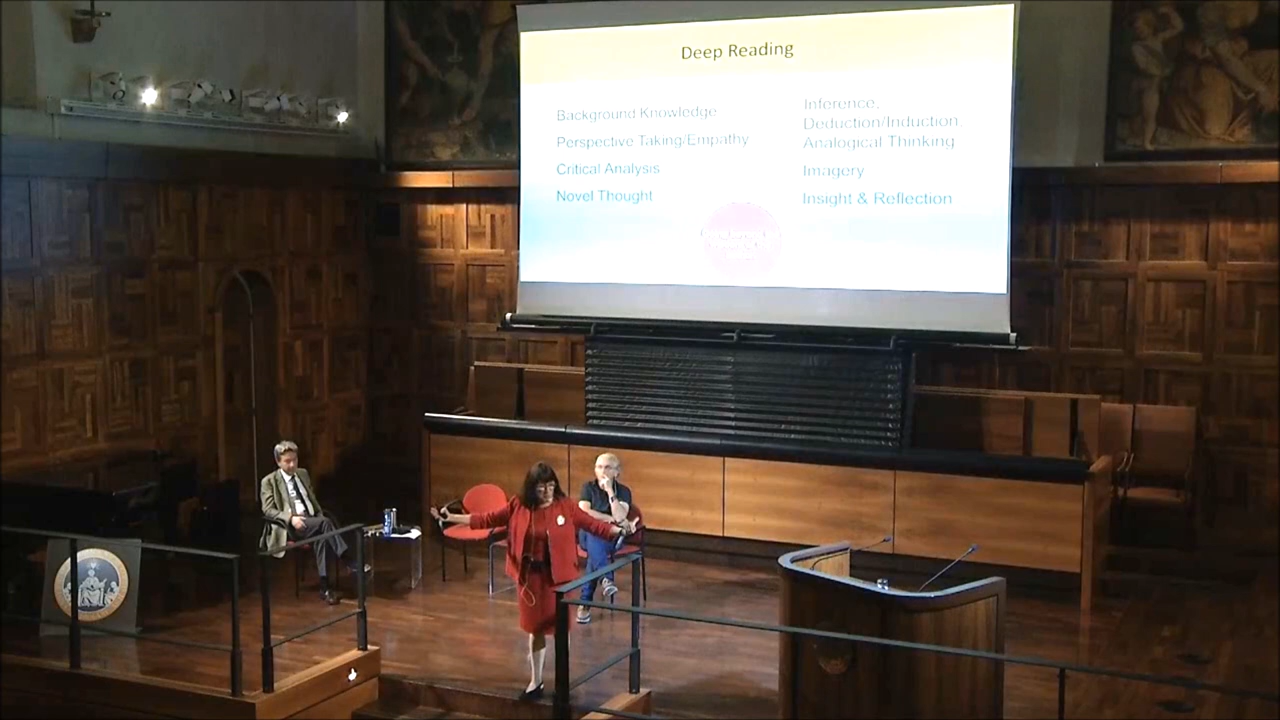 Deep Reading
Background Knowledge
Perspective Taking/Empathy
Critical Analysis
Novel Thought
Inference,
Deduction/Induction,
Analogical Thinking
Imagery
Insight & Reflection